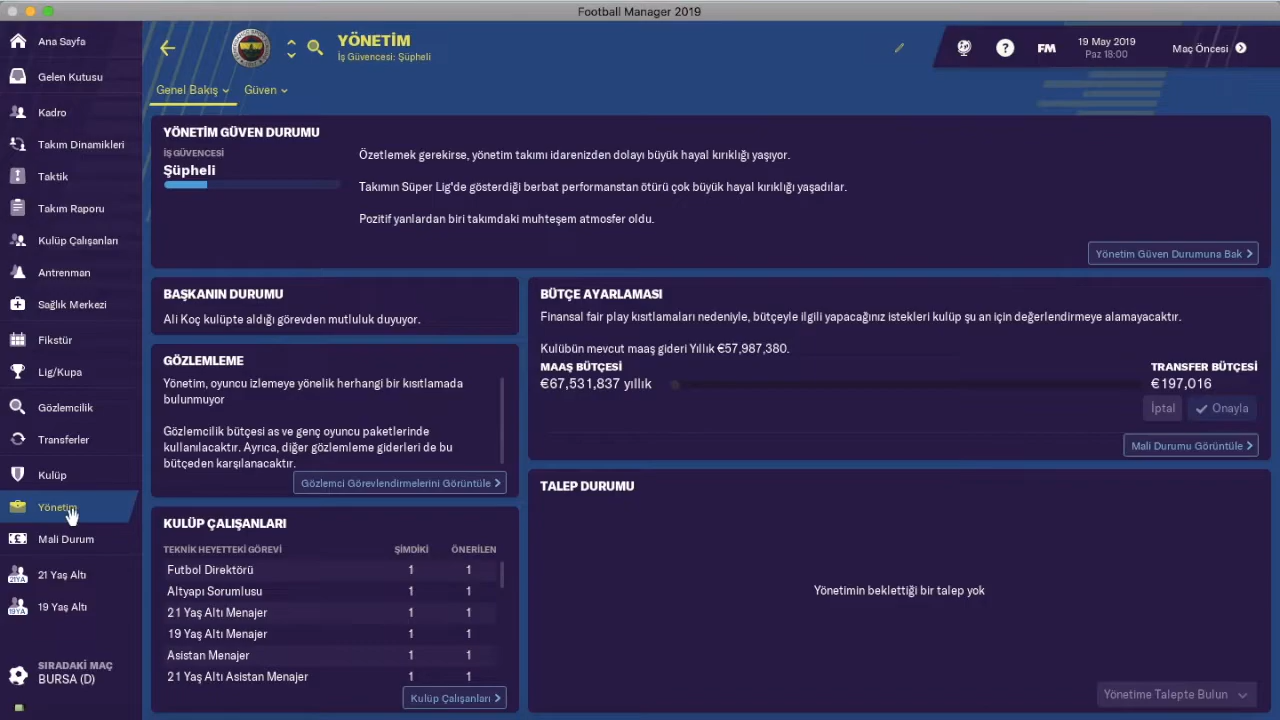 Football Manager 2019
Ana Sayfa
Gelen Kutusu
Kadro
Takım Dinamikleri
Taktik
Takım Raporu
Kulüp Çalışanları
Antrenman
Sağlık Merkezi
Fikstür
Lig/Kupa
Gözlemcilik
Transferler
Kulüp
Yönetim
Mali Durum
21YA
21 Yaş Altı
19YA
19 Yaş Altı
SIRADAKİ MAÇ
BURSA (D)
YÖNETİM
İş Güvencesi: Şüpheli
?
FM
19 May 2019
Paz 18:00
Maç Öncesi
Genel Bakış
Güven
YÖNETİM GÜVEN DURUMU
İŞ GÜVENCESİ
Şüpheli
Özetlemek gerekirse, yönetim takımı idarenizden dolayı büyük hayal kırıklığı yaşıyor.
Takımın Süper Lig'de gösterdiği berbat performanstan ötürü çok büyük hayal kırıklığı yaşadılar.
Pozitif yanlardan biri takımdaki muhteşem atmosfer oldu.
Yönetim Güven Durumuna Bak
BAŞKANIN DURUMU
Ali Koç kulüpte aldığı görevden mutluluk duyuyor.
GÖZLEMLEME
Yönetim, oyuncu izlemeye yönelik herhangi bir kısıtlamada
bulunmuyor
Gözlemcilik bütçesi as ve genç oyuncu paketlerinde
kullanılacaktır. Ayrıca, diğer gözlemleme giderleri de bu
bütçeden karşılanacaktır.
Gözlemci Görevlendirmelerini Görüntüle
KULÜP ÇALIŞANLARI
TEKNİK HEYETTEKİ GÖREVİ ŞİMDİKİ ÖNERİLEN
Futbol Direktörü 1 1
Altyapı Sorumlusu 1 1
21 Yaş Altı Menajer 1 1
19 Yaş Altı Menajer 1 1
Asistan Menajer 1 1
21 Yaş Altı Asistan Menajer 1 1
Kulüp Çalışanları
BÜTÇE AYARLAMASI
Finansal fair play kısıtlamaları nedeniyle, bütçeyle ilgili yapacağınız istekleri kulüp şu an için değerlendirmeye alamayacaktır.
Kulübün mevcut maaş gideri Yıllık €57,987,380.
MAAŞ BÜTÇESİ TRANSFER BÜTÇESİ
€67,531,837 yıllık €197,016
İptal Onayla
Mali Durumu Görüntüle
TALEP DURUMU
Yönetimin beklettiği bir talep yok
Yönetime Talepte Bulun